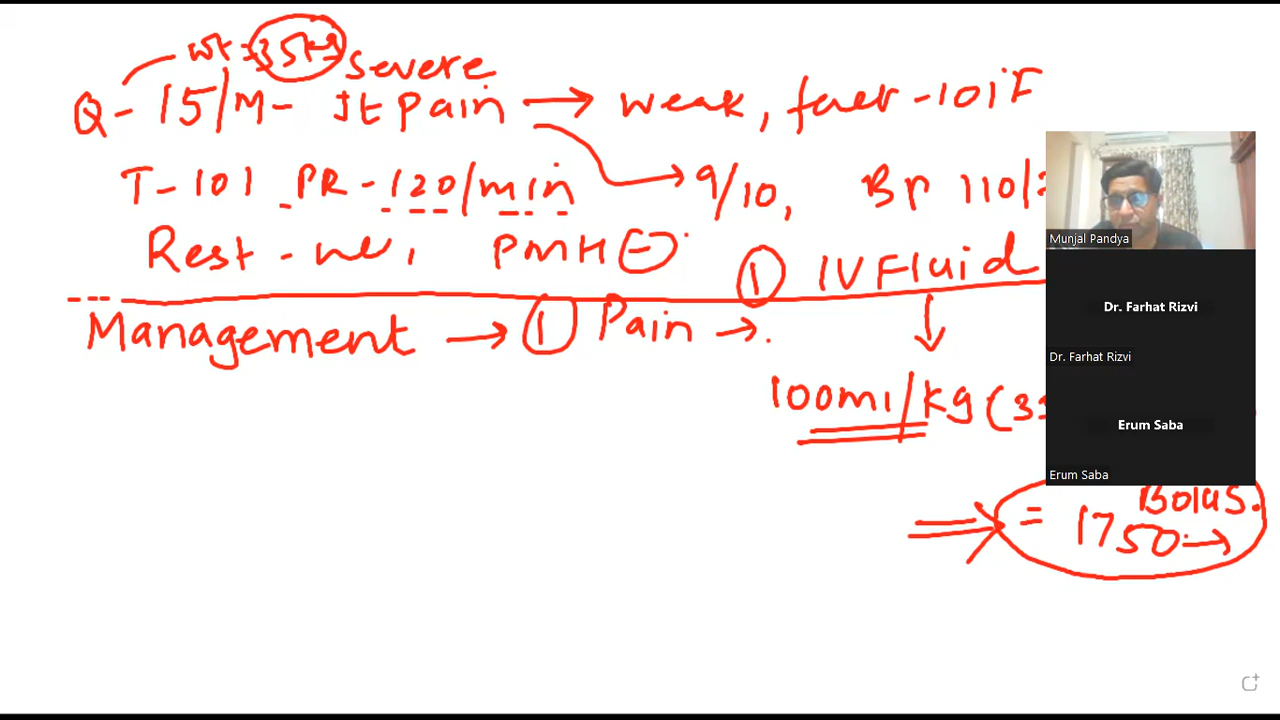 wt = 35kg severe
Q - 15/M - Jt Pain → weak, fever - 101°F
T - 101 PR - 120/min → 9/10, BP 110/
Rest - NL, PMH ⊖
① IV Fluid
Management → ① Pain →
100ml/kg (3
Bolus.
= 1750 →
Munjal Pandya
Dr. Farhat Rizvi
Dr. Farhat Rizvi
Erum Saba
Erum Saba